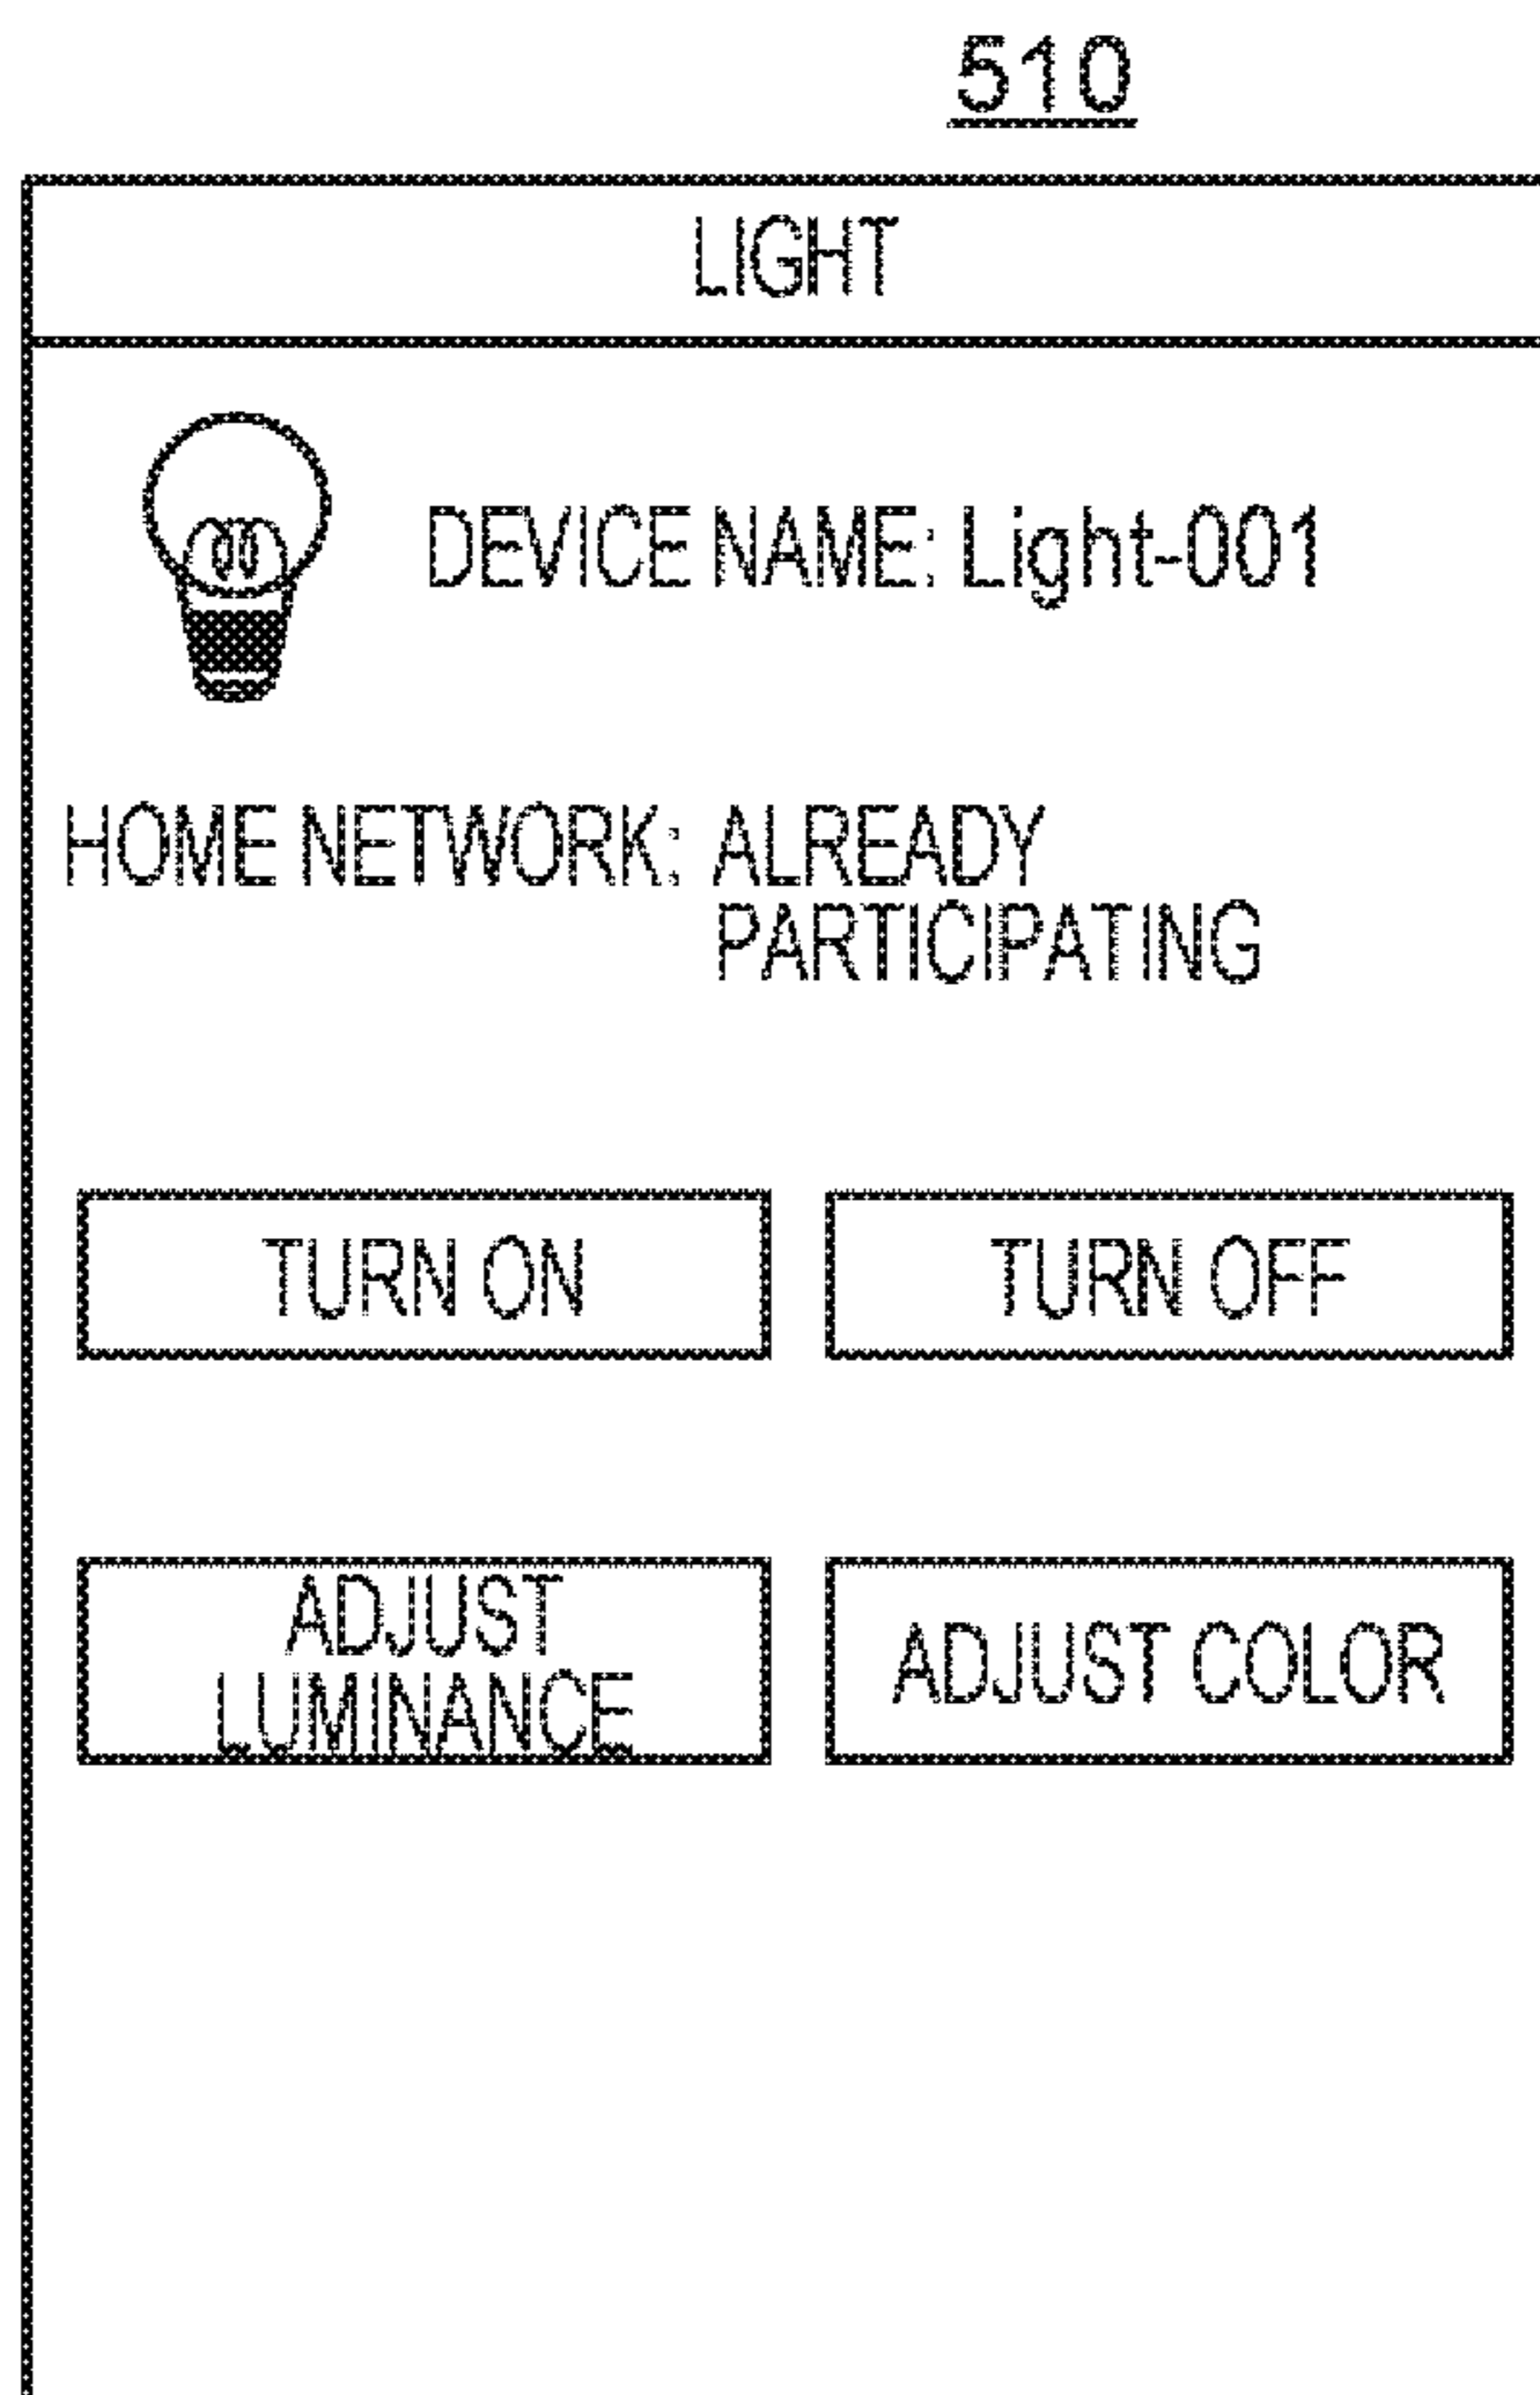 510
LIGHT
DEVICE NAME: Light-001
HOME NETWORK: ALREADY
PARTICIPATING
TURN ON
TURN OFF
ADJUST
LUMINANCE
ADJUST COLOR